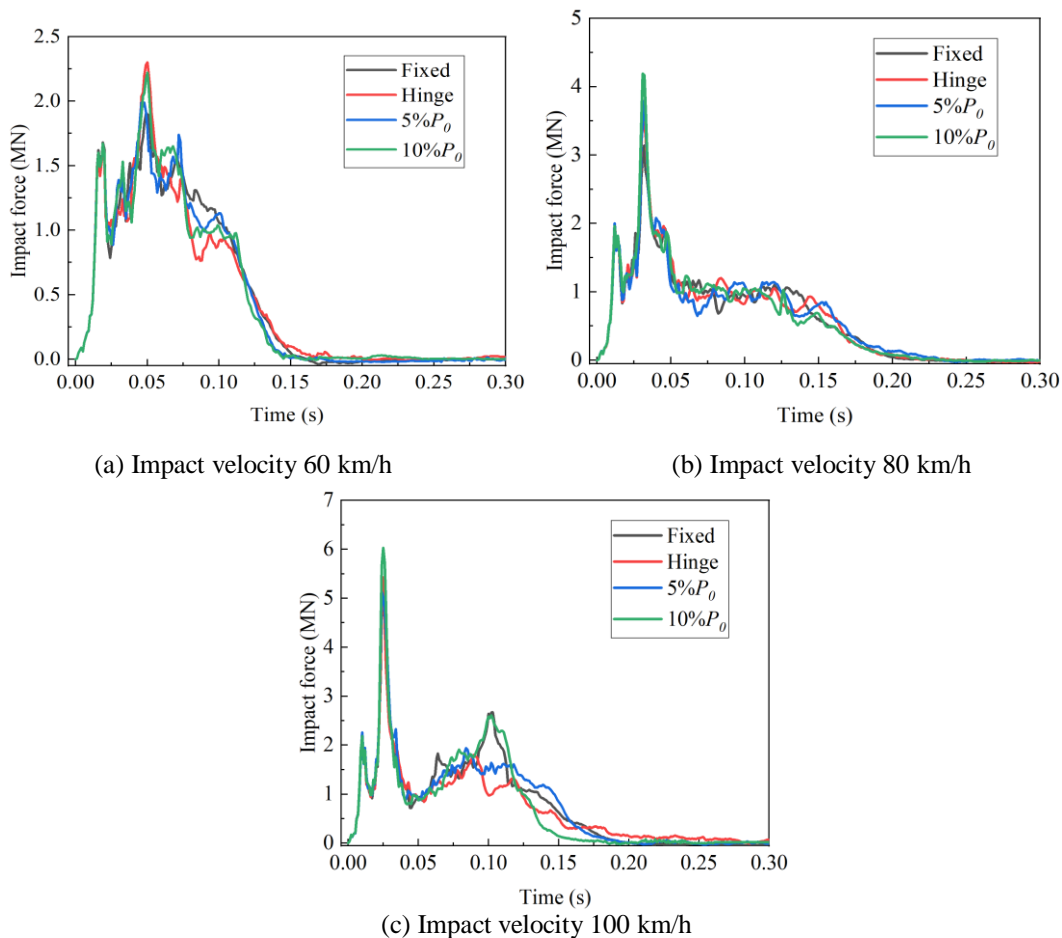 2.5
2.0
1.5
1.0
0.5
0.0
Impact force (MN)
Fixed
Hinge
5%P0
10%P0
0.00 0.05 0.10 0.15 0.20 0.25 0.30
Time (s)
(a) Impact velocity 60 km/h
5
4
3
2
1
0
Impact force (MN)
Fixed
Hinge
5%P0
10%P0
0.00 0.05 0.10 0.15 0.20 0.25 0.30
Time (s)
(b) Impact velocity 80 km/h
7
6
5
4
3
2
1
0
Impact force (MN)
Fixed
Hinge
5%P0
10%P0
0.00 0.05 0.10 0.15 0.20 0.25 0.30
Time (s)
(c) Impact velocity 100 km/h